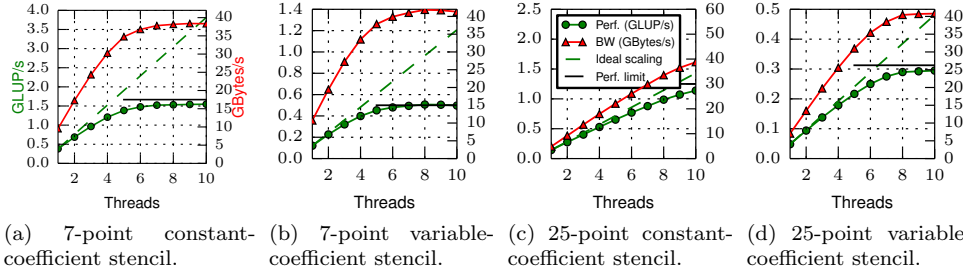 GLUP/s
4.0
3.5
3.0
2.5
2.0
1.5
1.0
0.5
0.0
2 4 6 8 10
Threads
40
35
30
25
20
15
10
5
0
GBytes/s
(a) 7-point constant-
coefficient stencil.
1.4
1.2
1.0
0.8
0.6
0.4
0.2
0.0
2 4 6 8 10
Threads
40
35
30
25
20
15
10
5
0
(b) 7-point variable-
coefficient stencil.
2.5
2.0
1.5
1.0
0.5
0.0
2 4 6 8 10
Threads
60
50
40
30
20
10
0
Perf. (GLUP/s)
BW (GBytes/s)
Ideal scaling
Perf. limit
(c) 25-point constant-
coefficient stencil.
0.5
0.4
0.3
0.2
0.1
0.0
2 4 6 8 10
Threads
40
35
30
25
20
15
10
5
0
(d) 25-point variable
coefficient stencil.